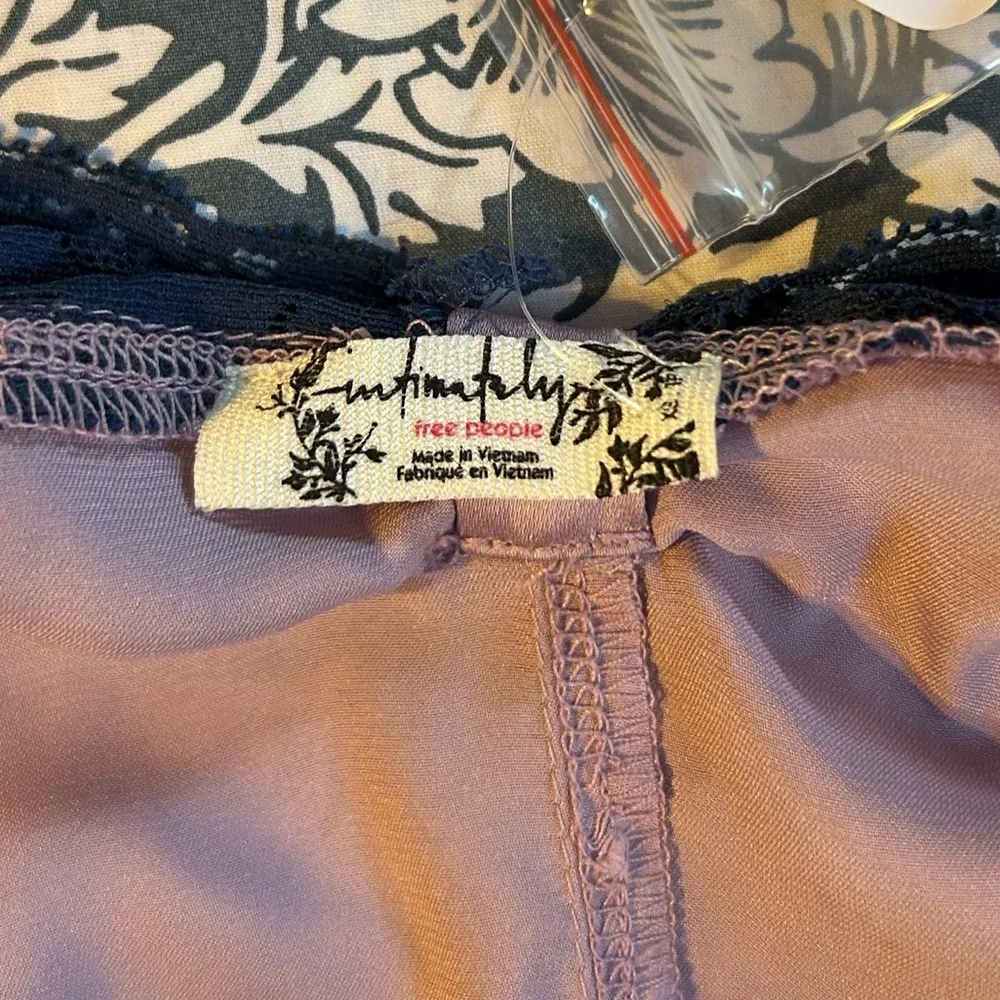 intimately
free people
Made in Vietnam
Fabriqué en Vietnam